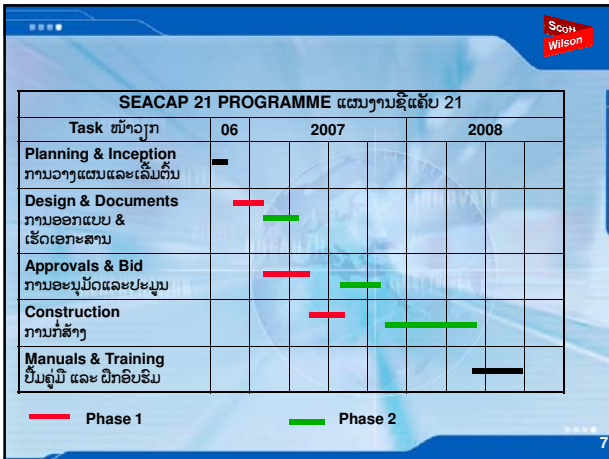 Scott
Wilson
SEACAP 21 PROGRAMME ແຜນງານຊີແຄັບ 21
Task ໜ້າວຽກ 06 2007 2008
Planning & Inception
ການວາງແຜນແລະເລີ່ມຕົ້ນ
Design & Documents
ການອອກແບບ &
ເຮັດເອກະສານ
Approvals & Bid
ການອະນຸມັດແລະປະມູນ
Construction
ການກໍ່ສ້າງ
Manuals & Training
ປຶ້ມຄູ່ມື ແລະ ຝຶກອົບຮົມ
Phase 1 Phase 2
7